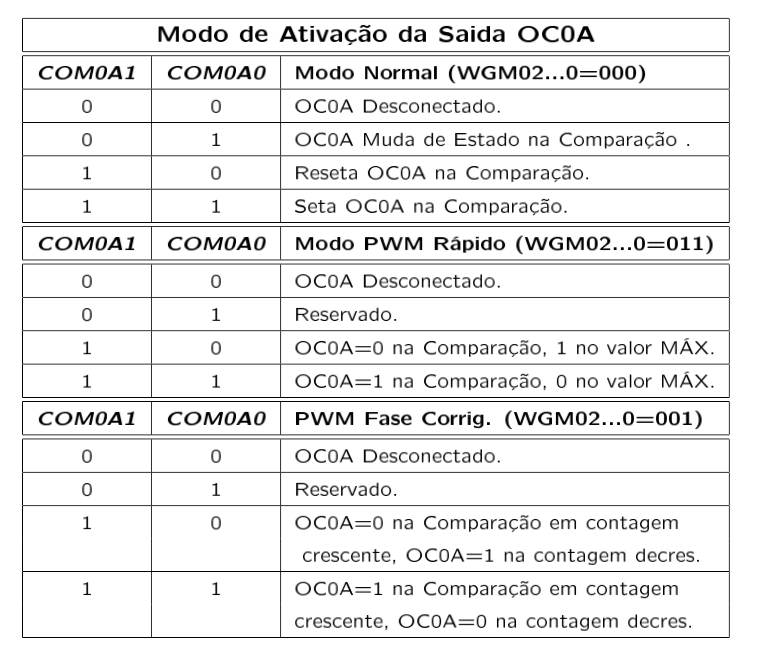 Modo de Ativação da Saida OC0A
COM0A1 COM0A0 Modo Normal (WGM02...0=000)
0 0 OC0A Desconectado.
0 1 OC0A Muda de Estado na Comparação .
1 0 Reseta OC0A na Comparação.
1 1 Seta OC0A na Comparação.
COM0A1 COM0A0 Modo PWM Rápido (WGM02...0=011)
0 0 OC0A Desconectado.
0 1 Reservado.
1 0 OC0A=0 na Comparação, 1 no valor MÁX.
1 1 OC0A=1 na Comparação, 0 no valor MÁX.
COM0A1 COM0A0 PWM Fase Corrig. (WGM02...0=001)
0 0 OC0A Desconectado.
0 1 Reservado.
1 0 OC0A=0 na Comparação em contagem
crescente, OC0A=1 na contagem decres.
1 1 OC0A=1 na Comparação em contagem
crescente, OC0A=0 na contagem decres.